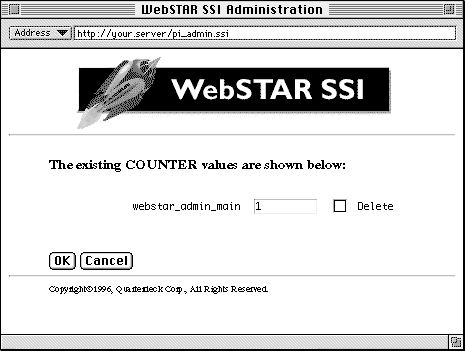 WebSTAR SSI Administration
Address http://your.server/pi_admin.ssi
WebSTAR SSI
The existing COUNTER values are shown below:
webstar_admin_main 1 Delete
OK Cancel
Copyright©1996, Quarterdeck Corp., All Rights Reserved.